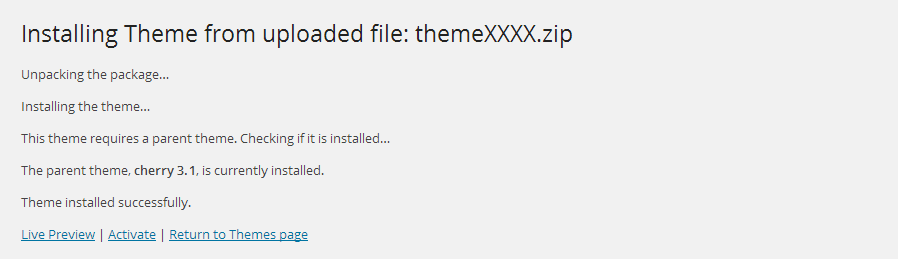 Installing Theme from uploaded file: themeXXXX.zip
Unpacking the package...
Installing the theme...
This theme requires a parent theme. Checking if it is installed...
The parent theme, cherry 3.1, is currently installed.
Theme installed successfully.
Live Preview | Activate | Return to Themes page